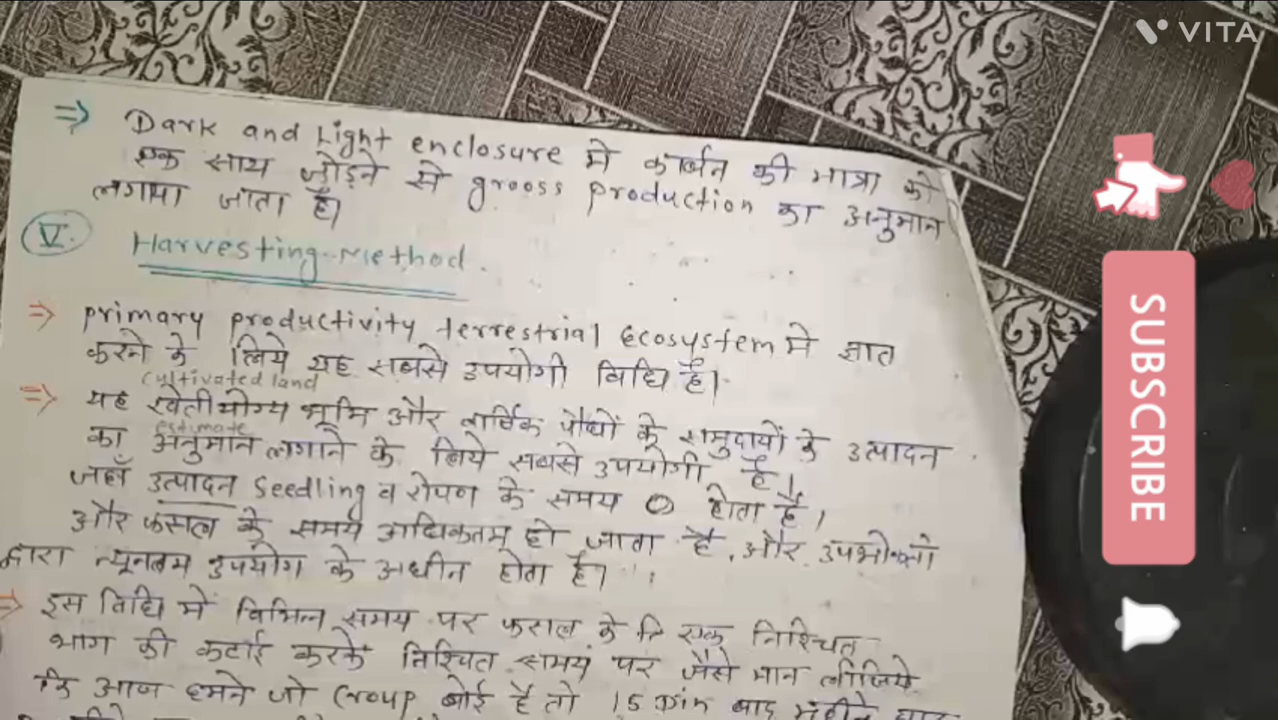 VITA
⇒ Dark and Light enclosure में कार्बन की मात्रा को
एक साथ जोड़ने से grooss production का अनुमान
लगाया जाता है।
V. Harvesting Method.
⇒ primary productivity terrestrial Ecosystem में ज्ञात
करने के लिये यह सबसे उपयोगी विधि है।
cultivated land
⇒ यह खेतीयोग्य भूमि और वार्षिक पौधों के समुदायों के उत्पादन
estimate
का अनुमान लगाने के लिये सबसे उपयोगी है।
जहाँ उत्पादन Seedling व रोपण के समय 0 होता है।
और फसल के समय अधिकतम् हो जाता है, और उपभोक्ताओं
द्वारा न्यूनतम उपयोग के अधीन होता है।
⇒ इस विधि में विभिन्न समय पर फसल के एक निश्चित
भाग की कटाई करके निश्चित समय पर जैसे मान लीजिये
कि आज हमने जो Group बोई है तो 15 बाद महीने
SUBSCRIBE